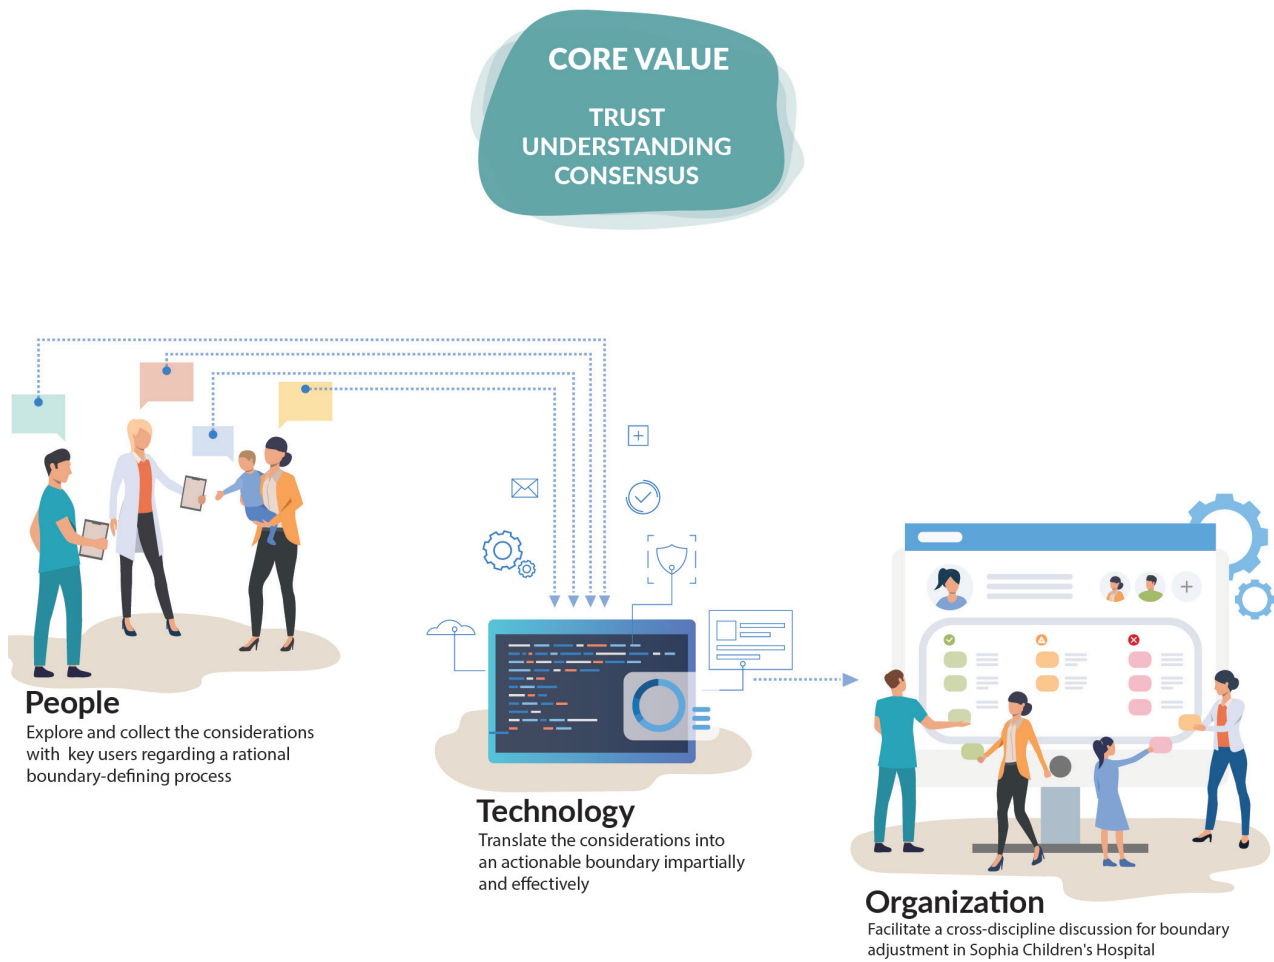 CORE VALUE
TRUST
UNDERSTANDING
CONSENSUS
People
Explore and collect the considerations
with key users regarding a rational
boundary-defining process
Technology
Translate the considerations into
an actionable boundary impartially
and effectively
Organization
Facilitate a cross-discipline discussion for boundary
adjustment in Sophia Children's Hospital